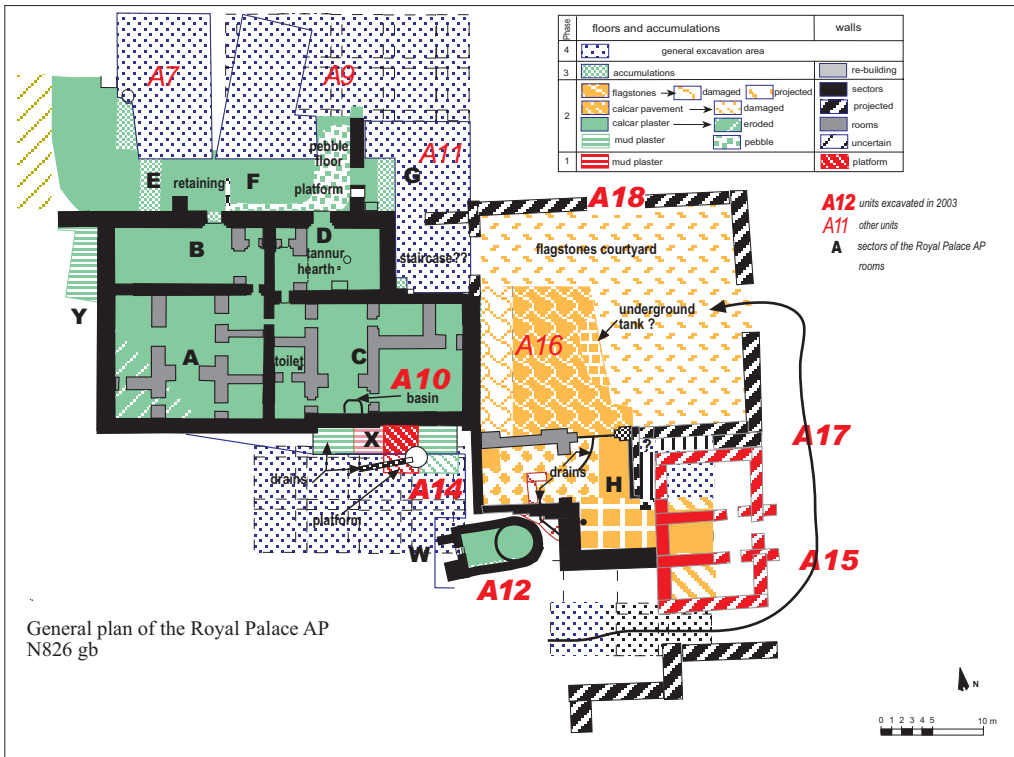 Phase
floors and accumulations
walls
4
general excavation area
3
accumulations
re-building
2
flagstones
damaged
projected
sectors
calcar pavement
damaged
projected
calcar plaster
eroded
rooms
mud plaster
pebble
uncertain
1
mud plaster
platform
A12 units excavated in 2003
A11 other units
A sectors of the Royal Palace AP
rooms
A7
A9
A11
A18
pebble
floor
E
retaining
F
platform
G
flagstones courtyard
B
D
tannur
hearth
staircase??
Y
underground
tank ?
A
toilet
C
A16
A10
basin
A17
X
?
drains
drains
H
A14
platform
W
A15
A12
General plan of the Royal Palace AP
N826 gb
N
0 1 2 3 4 5 10 m